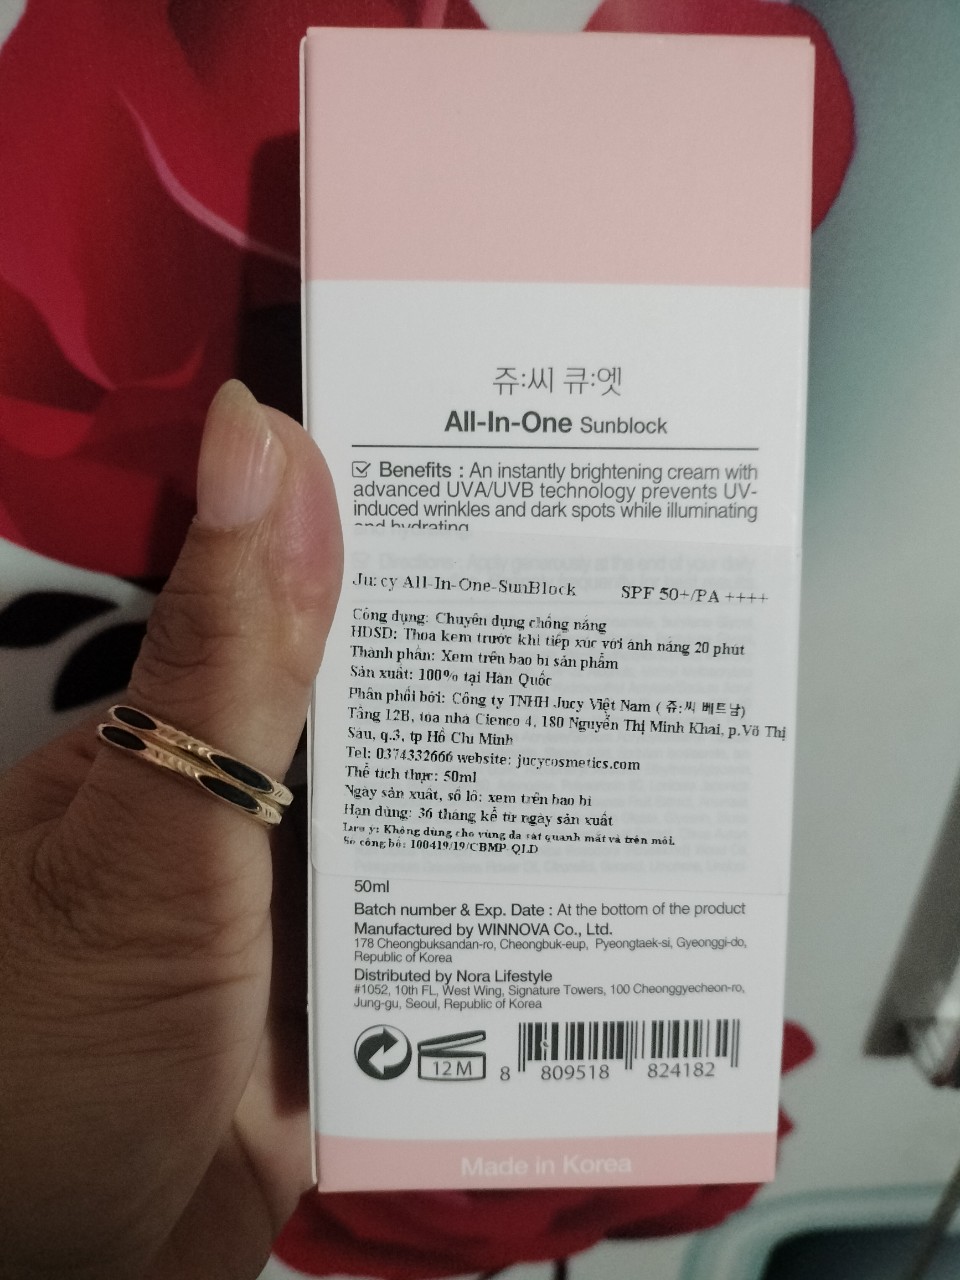 쥬:씨 큐:엣
All-In-One Sunblock
Benefits : An instantly brightening cream with
advanced UVA/UVB technology prevents UV-
induced wrinkles and dark spots while illuminating
and hydrating
Ju:cy All-In-One-SunBlock SPF 50+/PA ++++
Công dụng: Chuyên dụng chống nắng
HDSD: Thoa kem trước khi tiếp xúc với ánh nắng 20 phút
Thành phần: Xem trên bao bì sản phẩm
Sản xuất: 100% tại Hàn Quốc
Phân phối bởi: Công ty TNHH Jucy Việt Nam ( 쥬:씨 베트남)
Tầng 12B, tòa nhà Cienco 4, 180 Nguyễn Thị Minh Khai, p.Võ Thị
Sáu, q.3, tp Hồ Chí Minh
Tel: 0374332666 website: jucycosmetics.com
Thể tích thực: 50ml
Ngày sản xuất, số lô: xem trên bao bì
Hạn dùng: 36 tháng kể từ ngày sản xuất
Lưu ý: Không dùng cho vùng da sát quanh mắt và trên môi.
Số công bố: 100419/19/CBMP-QLD
50ml
Batch number & Exp. Date : At the bottom of the product
Manufactured by WINNOVA Co., Ltd.
178 Cheongbuksandan-ro, Cheongbuk-eup, Pyeongtaek-si, Gyeonggi-do,
Republic of Korea
Distributed by Nora Lifestyle
#1052, 10th FL, West Wing, Signature Towers, 100 Cheonggyecheon-ro,
Jung-gu, Seoul, Republic of Korea
12 M
8 809518 824182
Made in Korea